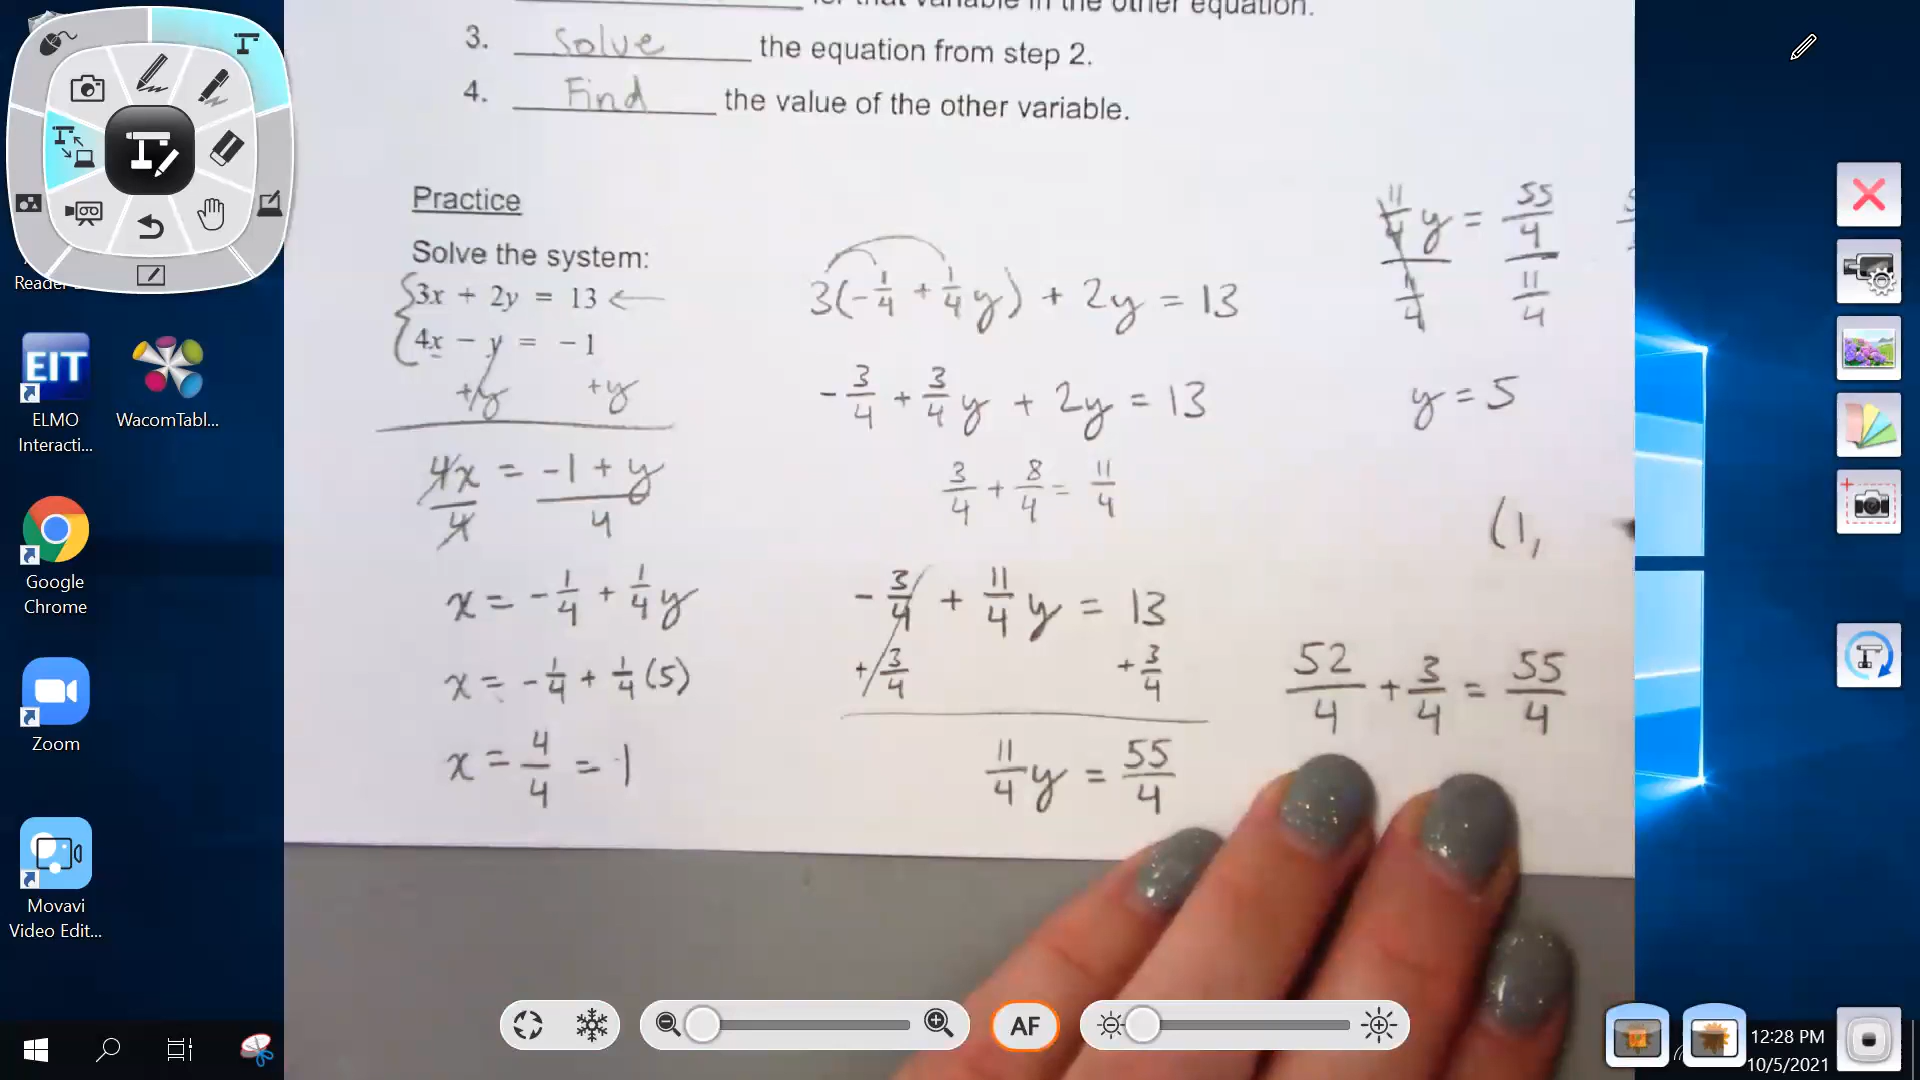 for that variable in the other equation.
3. Solve the equation from step 2.
4. Find the value of the other variable.
Practice
Solve the system:
3x + 2y = 13 ←
4x - y = -1
+y +y
4x = -1 + y
4 4
x = -1/4 + 1/4 y
x = -1/4 + 1/4 (5)
x = 4/4 = 1
3(-1/4 + 1/4 y) + 2y = 13
-3/4 + 3/4 y + 2y = 13
3/4 + 8/4 = 11/4
-3/4 + 11/4 y = 13
+3/4 +3/4
11/4 y = 55/4
11/4 y = 55/4
11/4 11/4
y = 5
(1,
52/4 + 3/4 = 55/4
Reader
EIT
ELMO
Interacti...
WacomTabl...
Google
Chrome
Zoom
Movavi
Video Edit...
AF
12:28 PM
10/5/2021